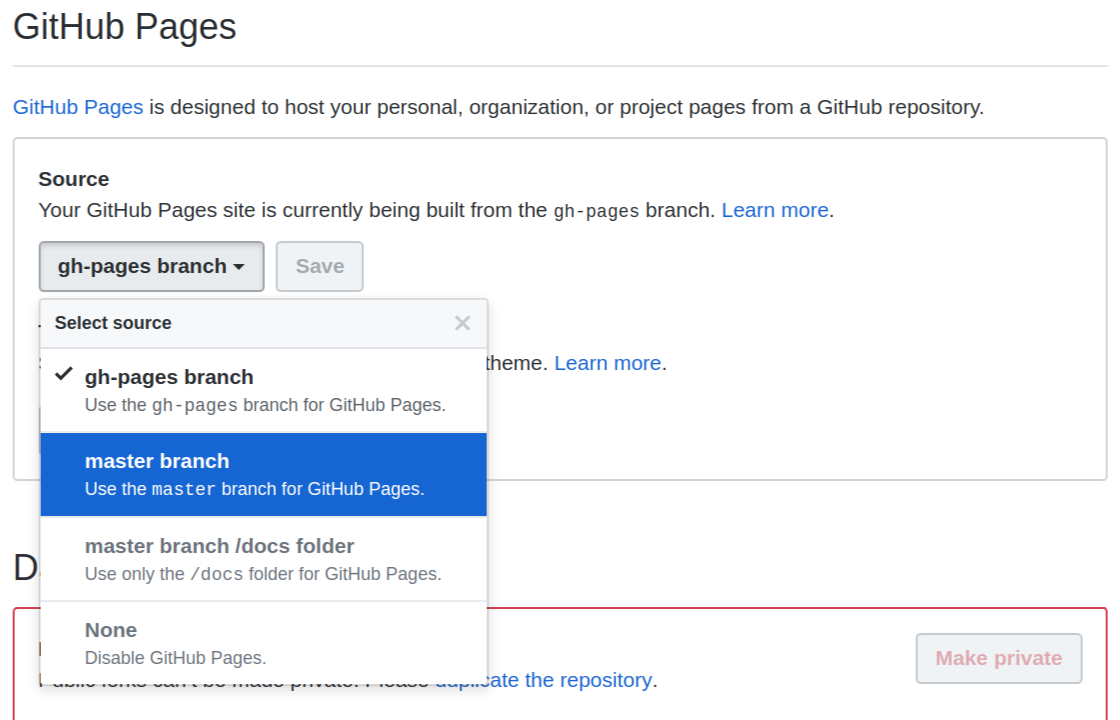 GitHub Pages
GitHub Pages is designed to host your personal, organization, or project pages from a GitHub repository.
Source
Your GitHub Pages site is currently being built from the gh-pages branch. Learn more.
gh-pages branch
Save
Select source
theme. Learn more.
gh-pages branch
Use the gh-pages branch for GitHub Pages.
master branch
Use the master branch for GitHub Pages.
master branch /docs folder
Use only the /docs folder for GitHub Pages.
None
Disable GitHub Pages.
Make private
Public forks can't be made private. Please duplicate the repository.